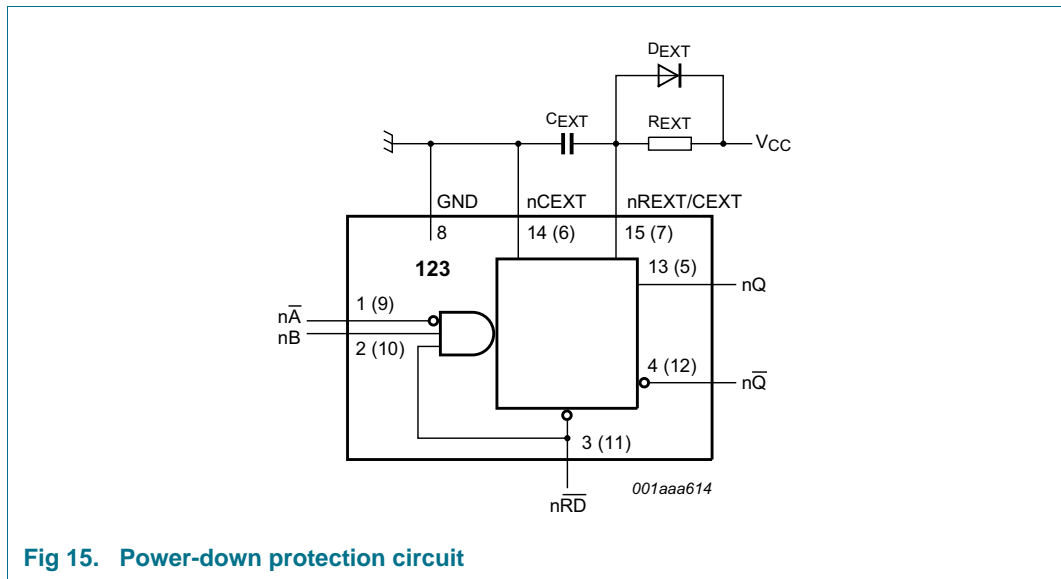 DEXT
CEXT
REXT
VCC
GND
nCEXT
nREXT/CEXT
8
14 (6)
15 (7)
123
13 (5)
nQ
1 (9)
nA̅
nB
2 (10)
4 (12)
nQ̅
3 (11)
001aaa614
nR̅D̅
Fig 15. Power-down protection circuit